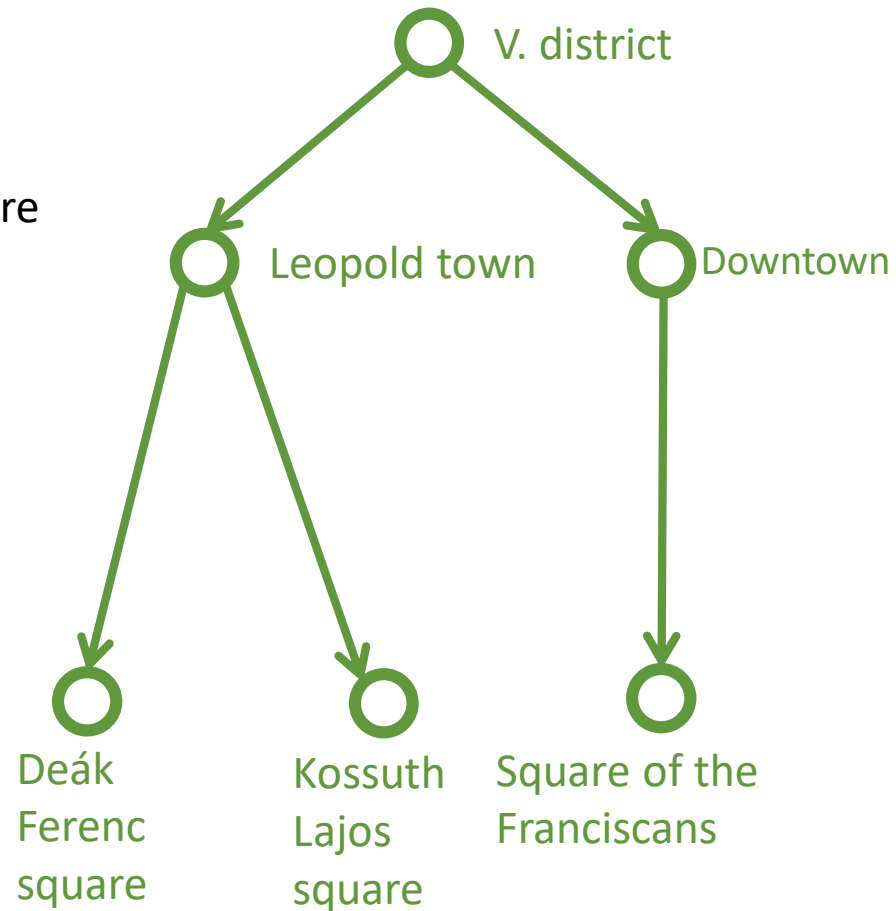 V. district
re
Leopold town
Downtown
Deák
Ferenc
square
Kossuth
Lajos
square
Square of the
Franciscans